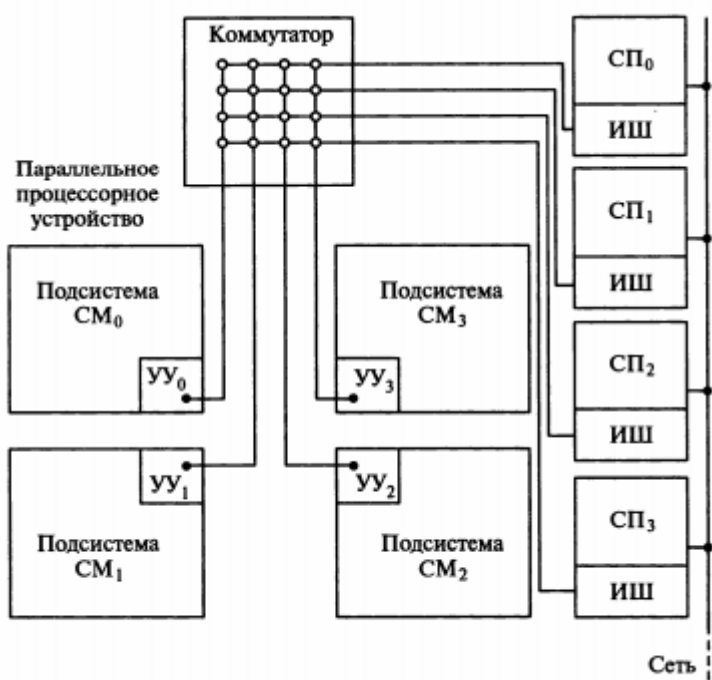 Коммутатор
СП₀
ИШ
Параллельное
процессорное
устройство
СП₁
ИШ
Подсистема
СМ₀
УУ₀
Подсистема
СМ₃
УУ₃
СП₂
ИШ
УУ₁
Подсистема
СМ₁
УУ₂
Подсистема
СМ₂
СП₃
ИШ
Сеть